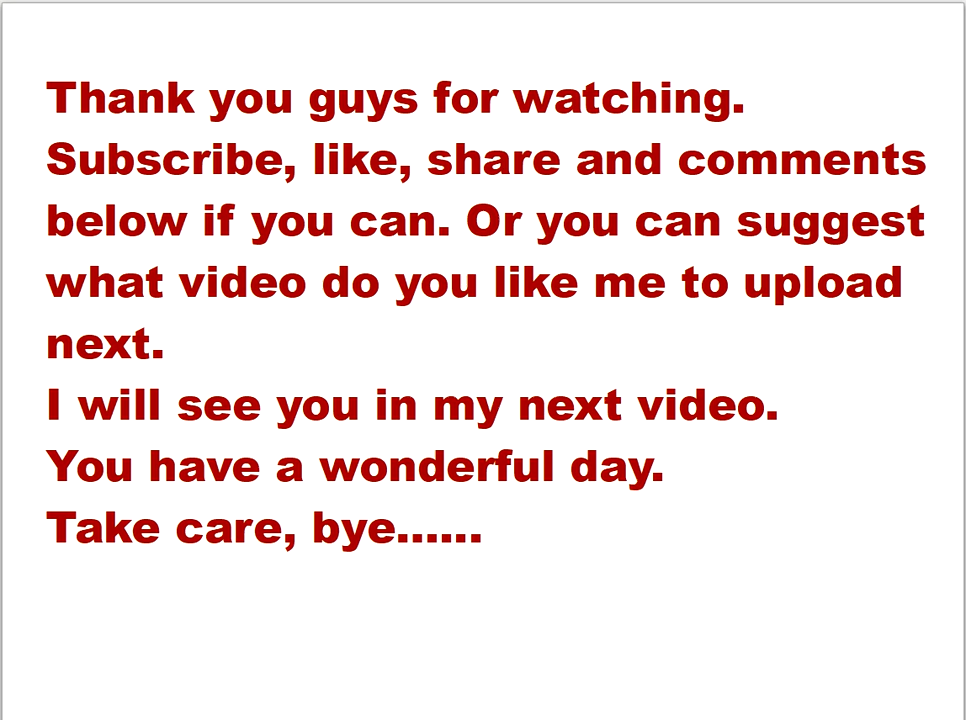 Thank you guys for watching.
Subscribe, like, share and comments
below if you can. Or you can suggest
what video do you like me to upload
next.
I will see you in my next video.
You have a wonderful day.
Take care, bye......